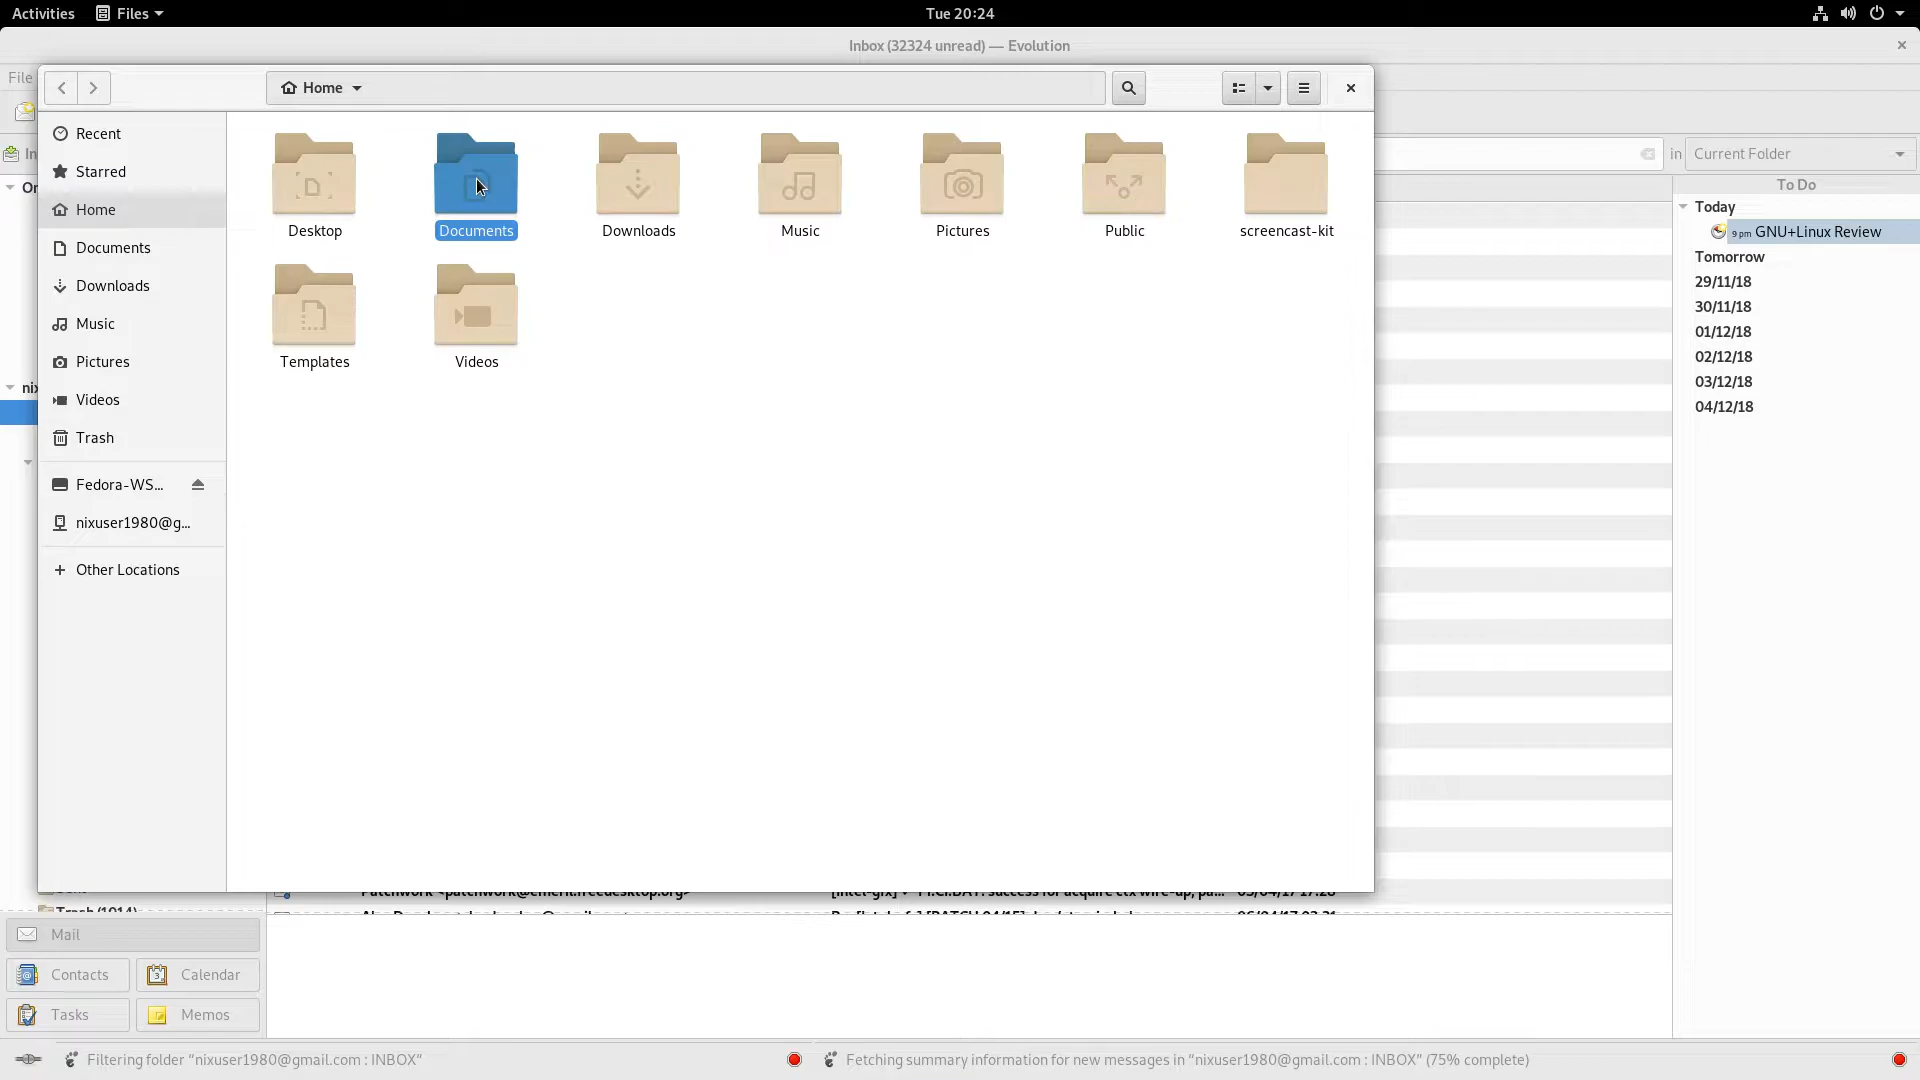 Activities Files Tue 20:24
Inbox (32324 unread) — Evolution
File
Home
Recent
Starred
Home
Documents
Downloads
Music
Pictures
Videos
Trash
Fedora-WS...
nixuser1980@g...
Other Locations
Desktop Documents Downloads Music Pictures Public screencast-kit
Templates Videos
in Current Folder
To Do
Today
9 pm GNU+Linux Review
Tomorrow
29/11/18
30/11/18
01/12/18
02/12/18
03/12/18
04/12/18
Trash (1014)
Mail
Contacts Calendar
Tasks Memos
Filtering folder “nixuser1980@gmail.com : INBOX”
Fetching summary information for new messages in “nixuser1980@gmail.com : INBOX” (75% complete)